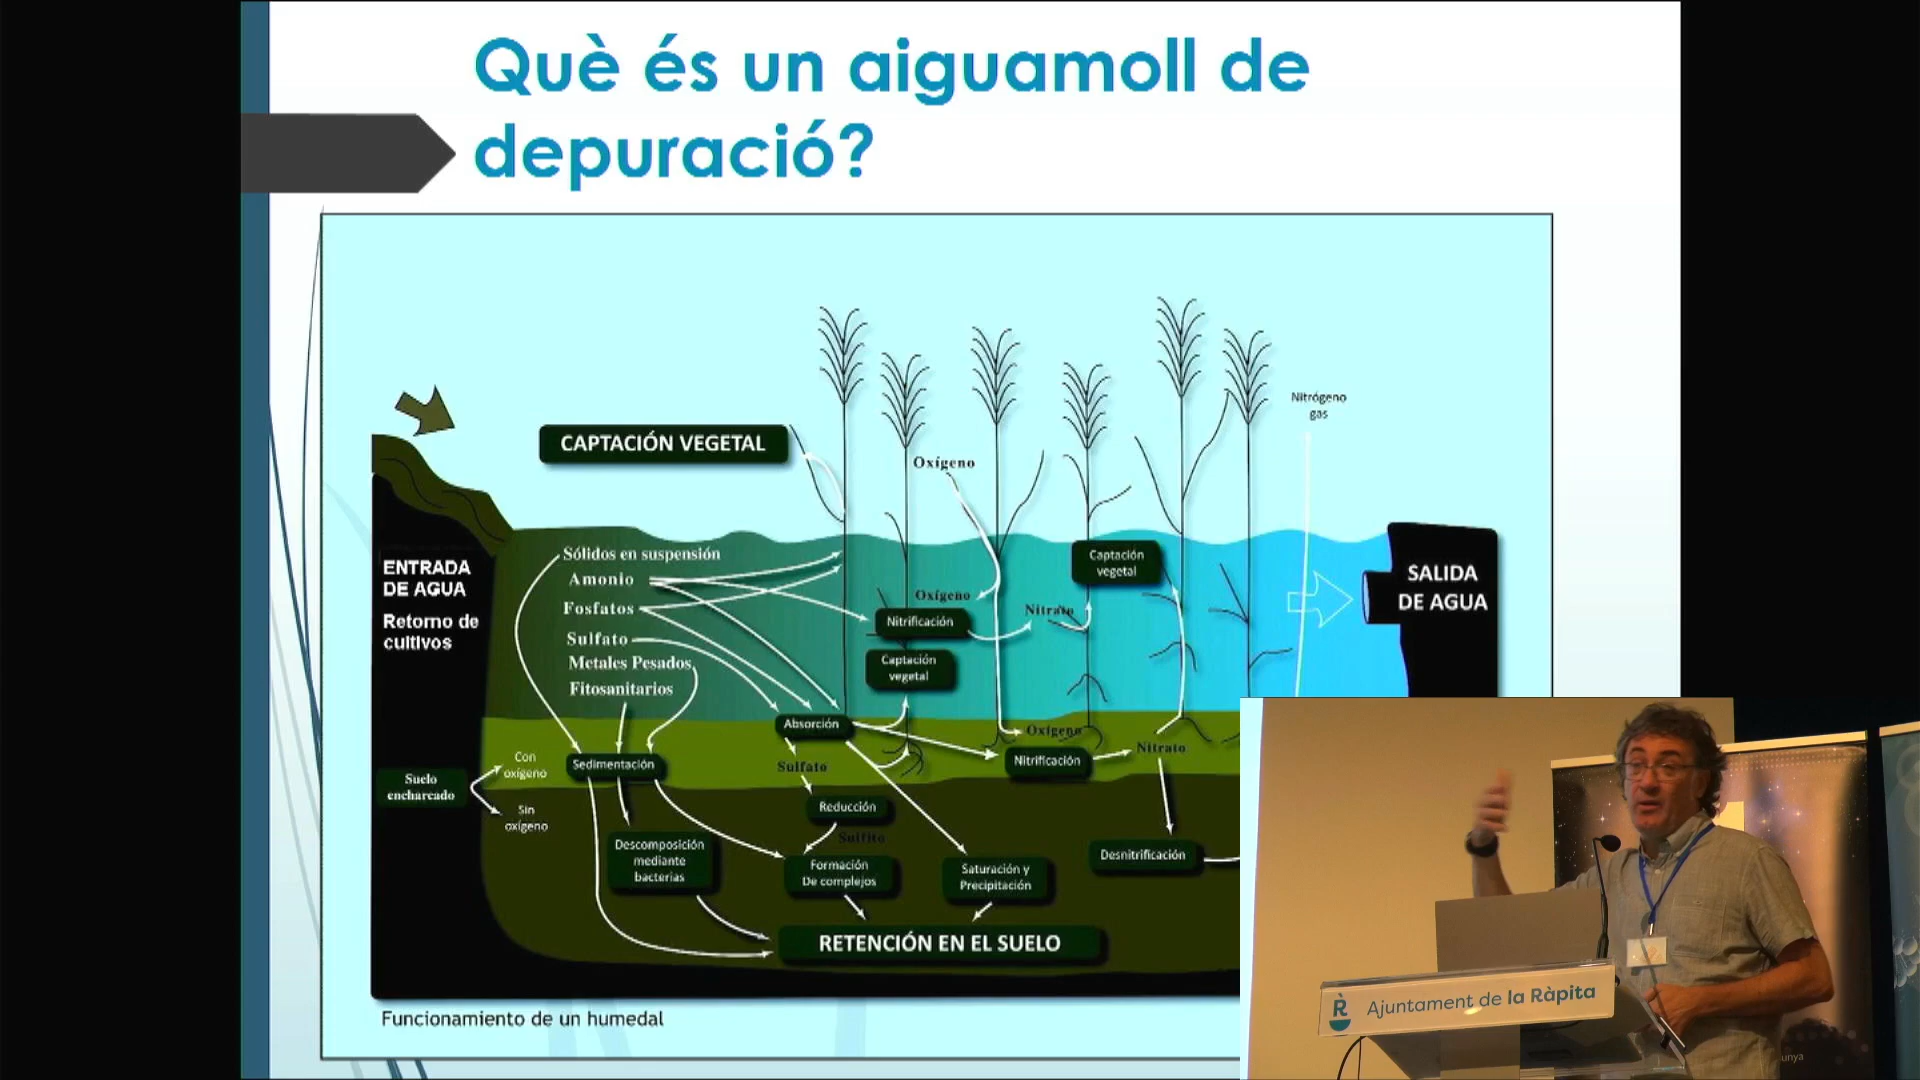 Què és un aiguamoll de
depuració?
Nitrógeno
gas
CAPTACIÓN VEGETAL
Oxígeno
Sólidos en suspensión
Amonio
Fosfatos
Sulfato
Metales Pesados
Fitosanitarios
ENTRADA
DE AGUA
Retorno de
cultivos
Captación
vegetal
SALIDA
DE AGUA
Oxígeno
Nitrificación
Nitrato
Captación
vegetal
Absorción
Oxígeno
Nitrificación
Nitrato
Sedimentación
Sulfato
Suelo
encharcado
Con
oxígeno
Sin
oxígeno
Reducción
Sulfito
Descomposición
mediante
bacterias
Formación
De complejos
Saturación y
Precipitación
Desnitrificación
RETENCIÓN EN EL SUELO
Funcionamiento de un humedal
R Ajuntament de la Ràpita
unya